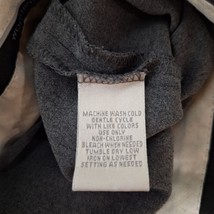 MACHINE WASH COLD
GENTLE CYCLE
WITH LIKE COLORS
USE ONLY
NON-CHLORINE
BLEACH WHEN NEEDED
TUMBLE DRY LOW
IRON ON LOWEST
SETTING AS NEEDED